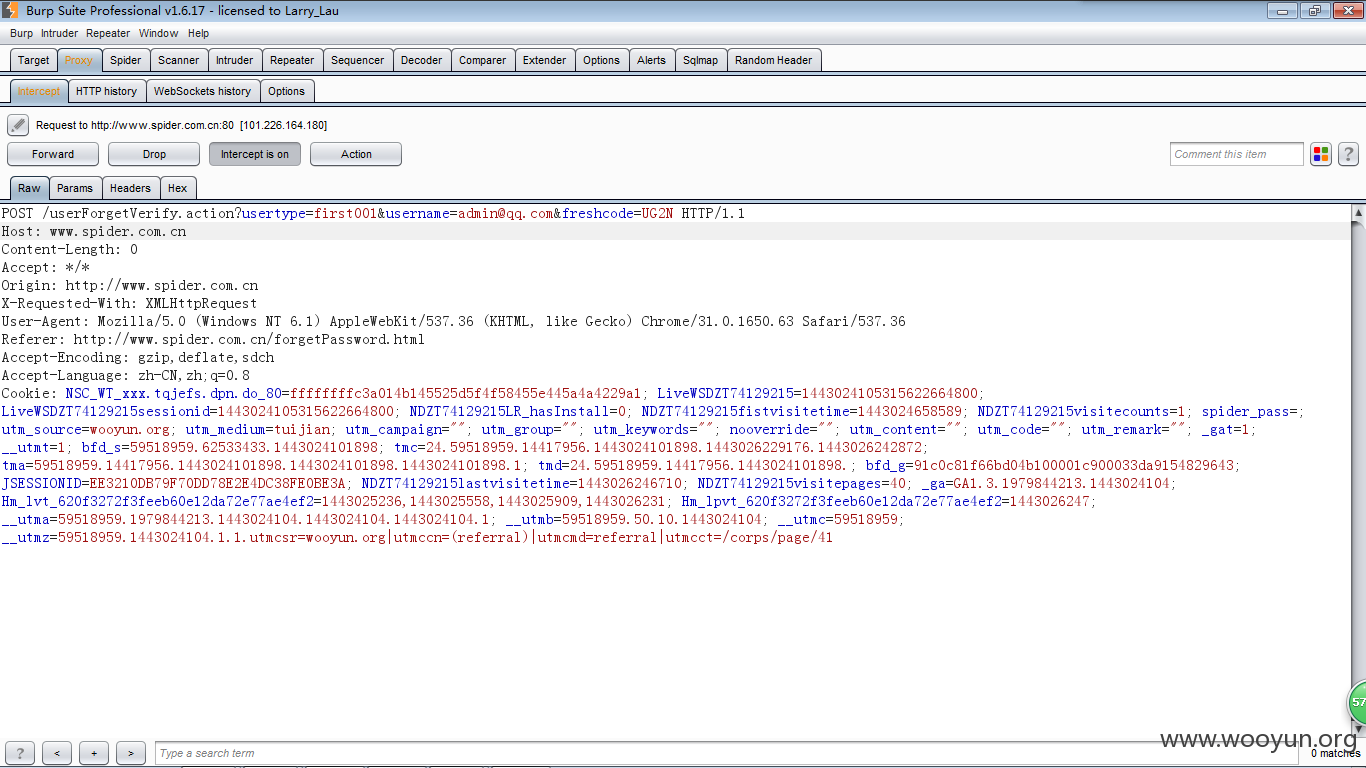 Burp Suite Professional v1.6.17 - licensed to Larry_Lau
Burp Intruder Repeater Window Help
Target Proxy Spider Scanner Intruder Repeater Sequencer Decoder Comparer Extender Options Alerts Sqlmap Random Header
Intercept HTTP history WebSockets history Options
Request to http://www.spider.com.cn:80 [101.226.164.180]
Forward Drop Intercept is on Action Comment this item ?
Raw Params Headers Hex
POST /userForgetVerify.action?usertype=first001&username=admin@qq.com&freshcode=UG2N HTTP/1.1
Host: www.spider.com.cn
Content-Length: 0
Accept: */*
Origin: http://www.spider.com.cn
X-Requested-With: XMLHttpRequest
User-Agent: Mozilla/5.0 (Windows NT 6.1) AppleWebKit/537.36 (KHTML, like Gecko) Chrome/31.0.1650.63 Safari/537.36
Referer: http://www.spider.com.cn/forgetPassword.html
Accept-Encoding: gzip,deflate,sdch
Accept-Language: zh-CN,zh;q=0.8
Cookie: NSC_WT_xxx.tqjefs.dpn.do_80=ffffffffc3a014b145525d5f4f58455e445a4a4229a1; LiveWSDZT74129215=1443024105315622664800;
LiveWSDZT74129215sessionid=1443024105315622664800; NDZT74129215LR_hasInstall=0; NDZT74129215fistvisitetime=1443024658589; NDZT74129215visitecounts=1; spider_pass=;
utm_source=wooyun.org; utm_medium=tuijian; utm_campaign=""; utm_group=""; utm_keywords=""; nooverride=""; utm_content=""; utm_code=""; utm_remark=""; _gat=1;
__utmt=1; bfd_s=59518959.62533433.1443024101898; tmc=24.59518959.14417956.1443024101898.1443026229176.1443026242872;
tma=59518959.14417956.1443024101898.1443024101898.1443024101898.1; tmd=24.59518959.14417956.1443024101898.; bfd_g=91c0c81f66bd04b100001c900033da9154829643;
JSESSIONID=EE3210DB79F70DD78E2E4DC38FE0BE3A; NDZT74129215lastvisitetime=1443026246710; NDZT74129215visitepages=40; _ga=GA1.3.1979844213.1443024104;
Hm_lvt_620f3272f3feeb60e12da72e77ae4ef2=1443025236,1443025558,1443025909,1443026231; Hm_lpvt_620f3272f3feeb60e12da72e77ae4ef2=1443026247;
__utma=59518959.1979844213.1443024104.1443024104.1443024104.1; __utmb=59518959.50.10.1443024104; __utmc=59518959;
__utmz=59518959.1443024104.1.1.utmcsr=wooyun.org|utmccn=(referral)|utmcmd=referral|utmcct=/corps/page/41
57
www.wooyun.org
? < + > Type a search term 0 matches